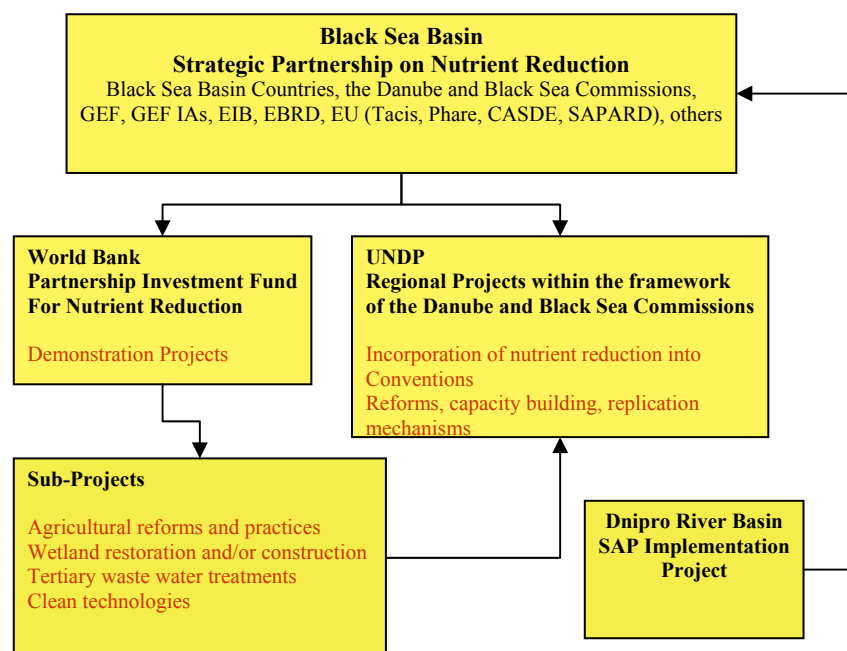 Black Sea Basin
Strategic Partnership on Nutrient Reduction
Black Sea Basin Countries, the Danube and Black Sea Commissions,
GEF, GEF IAs, EIB, EBRD, EU (Tacis, Phare, CASDE, SAPARD), others
World Bank
Partnership Investment Fund
For Nutrient Reduction
Demonstration Projects
UNDP
Regional Projects within the framework
of the Danube and Black Sea Commissions
Incorporation of nutrient reduction into
Conventions
Reforms, capacity building, replication
mechanisms
Sub-Projects
Agricultural reforms and practices
Wetland restoration and/or construction
Tertiary waste water treatments
Clean technologies
Dnipro River Basin
SAP Implementation
Project